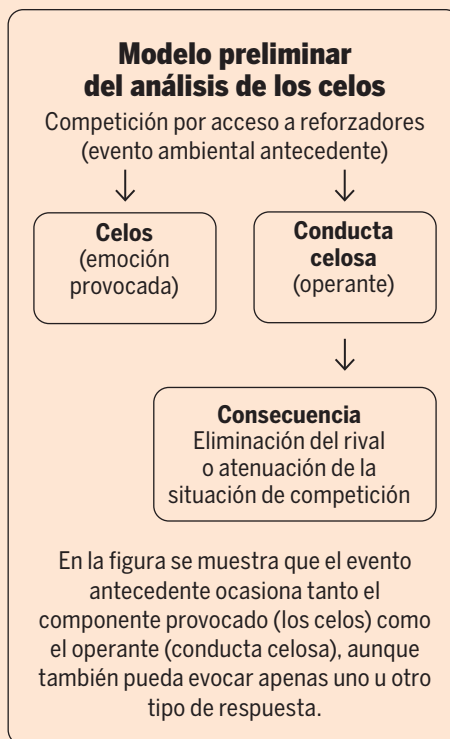 Modelo preliminar
del análisis de los celos
Competición por acceso a reforzadores
(evento ambiental antecedente)
Celos
(emoción
provocada)
Conducta
celosa
(operante)
Consecuencia
Eliminación del rival
o atenuación de la
situación de competición
En la figura se muestra que el evento
antecedente ocasiona tanto el
componente provocado (los celos) como
el operante (conducta celosa), aunque
también pueda evocar apenas uno u otro
tipo de respuesta.